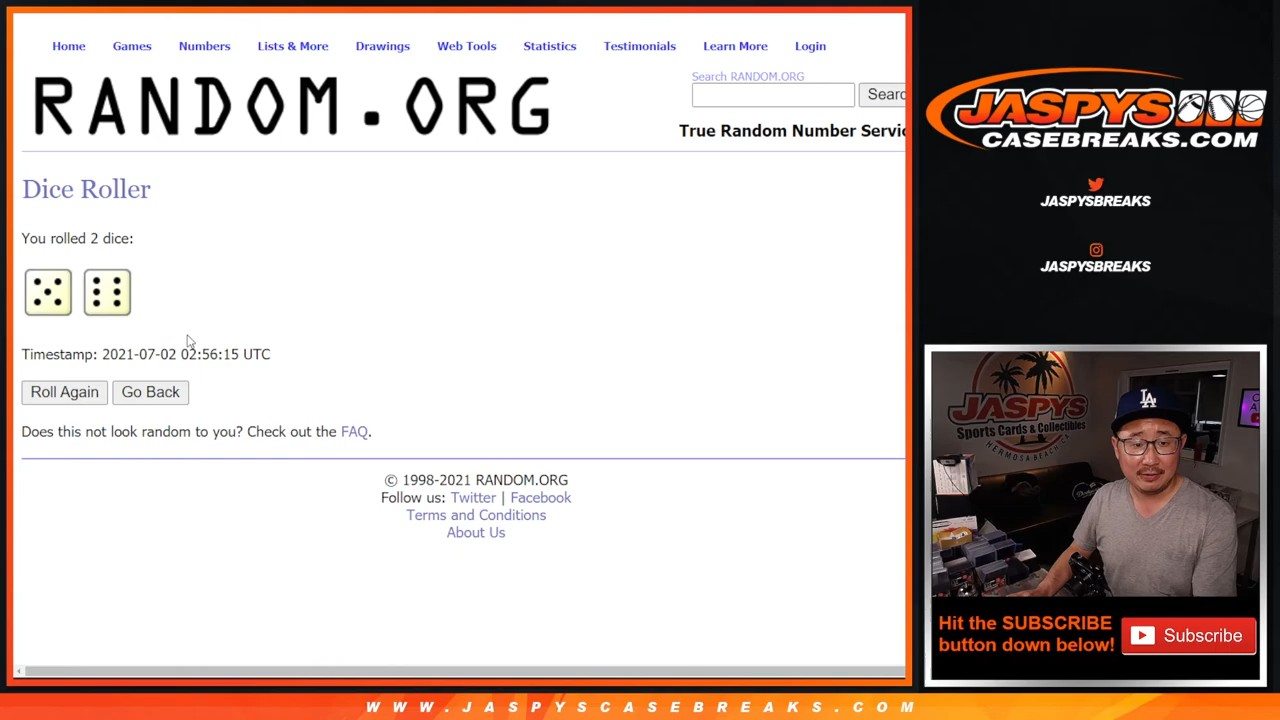 Home Games Numbers Lists & More Drawings Web Tools Statistics Testimonials Learn More Login
RANDOM.ORG
Search RANDOM.ORG
Searc
True Random Number Servic
Dice Roller
You rolled 2 dice:
Timestamp: 2021-07-02 02:56:15 UTC
Roll Again Go Back
Does this not look random to you? Check out the FAQ.
© 1998-2021 RANDOM.ORG
Follow us: Twitter | Facebook
Terms and Conditions
About Us
JASPYS
CASEBREAKS.COM
JASPYSBREAKS
JASPYSBREAKS
JASPYS
Sports Cards & Collectibles
HERMOSA BEACH, CA
LA
Hit the SUBSCRIBE
button down below!
Subscribe
WWW.JASPYSCASEBREAKS.COM